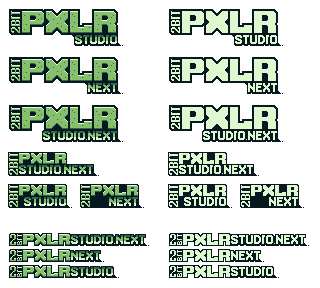 2BIT PXLR STUDIO. 2BIT PXLR STUDIO.
2BIT PXLR NEXT. 2BIT PXLR NEXT.
2BIT PXLR STUDIO.NEXT 2BIT PXLR STUDIO.NEXT
2BIT PXLR STUDIO.NEXT 2BIT PXLR STUDIO.NEXT
2BIT PXLR STUDIO. 2BIT PXLR NEXT. 2BIT PXLR STUDIO. 2BIT PXLR NEXT.
2BIT PXLR STUDIO.NEXT 2BIT PXLR STUDIO.NEXT
2BIT PXLR NEXT 2BIT PXLR NEXT
2BIT PXLR STUDIO 2BIT PXLR STUDIO